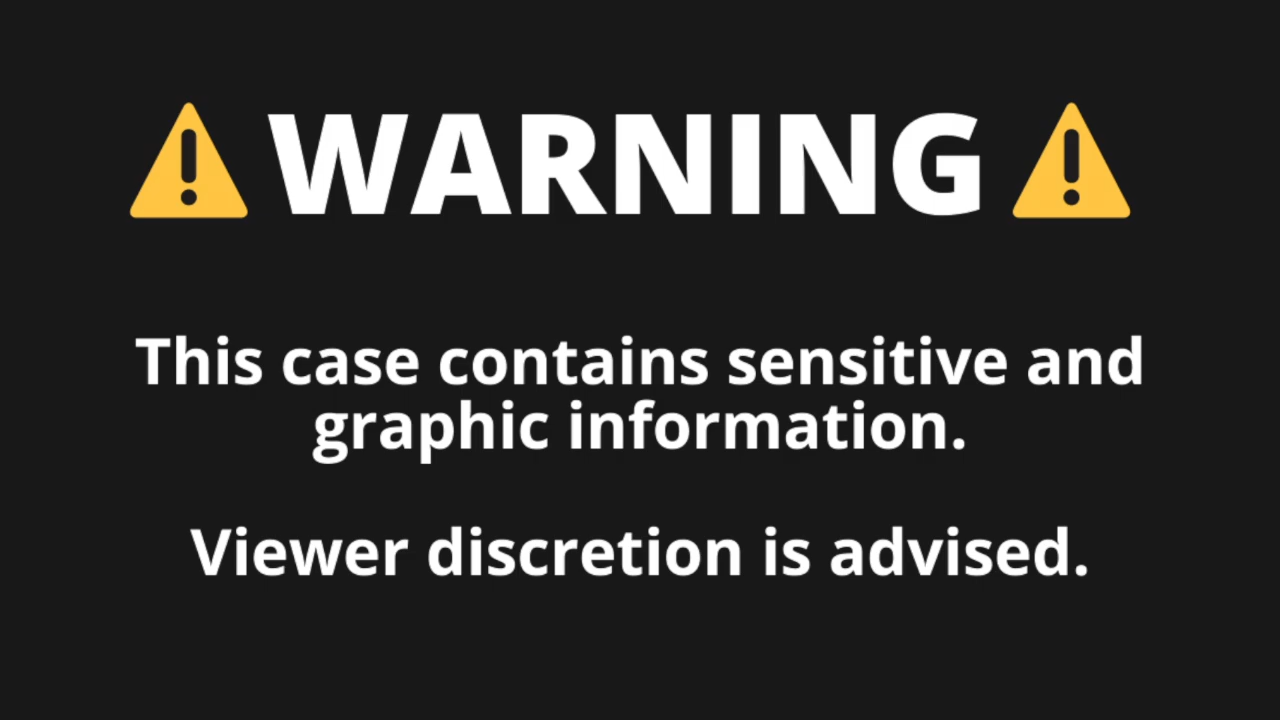 WARNING
This case contains sensitive and
graphic information.
Viewer discretion is advised.